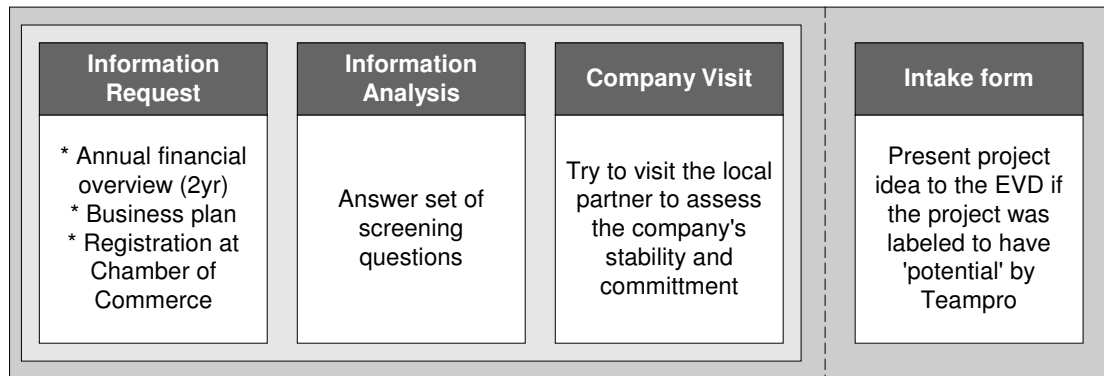 Information
Request
* Annual financial
overview (2yr)
* Business plan
* Registration at
Chamber of
Commerce
Information
Analysis
Answer set of
screening
questions
Company Visit
Try to visit the local
partner to assess
the company's
stability and
committment
Intake form
Present project
idea to the EVD if
the project was
labeled to have
'potential' by
Teampro